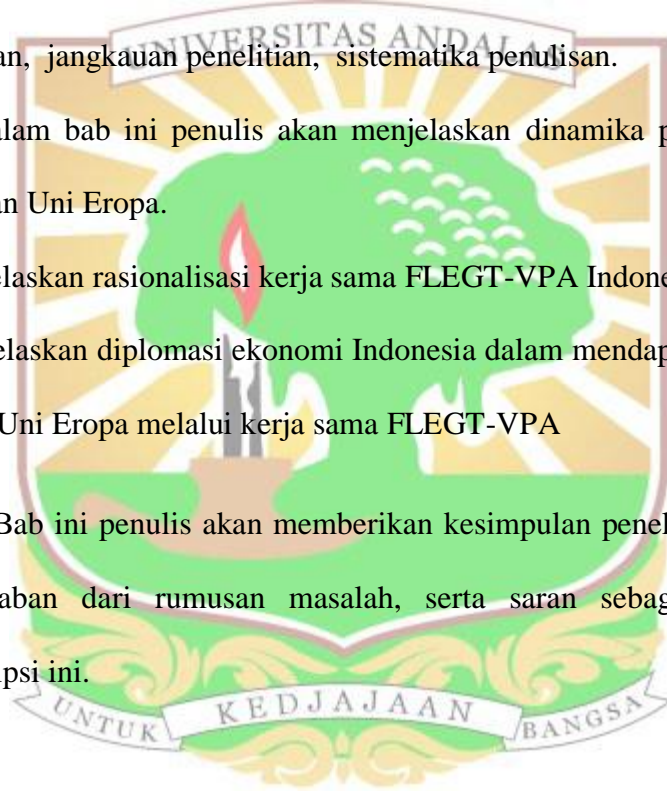 UNIVERSITAS ANDALAS
an, jangkauan penelitian, sistematika penulisan.
alam bab ini penulis akan menjelaskan dinamika p
an Uni Eropa.
elaskan rasionalisasi kerja sama FLEGT-VPA Indone
elaskan diplomasi ekonomi Indonesia dalam mendap
Uni Eropa melalui kerja sama FLEGT-VPA
Bab ini penulis akan memberikan kesimpulan penel
aban dari rumusan masalah, serta saran sebag
ipsi ini.
UNTUK KEDJAJAAN BANGSA